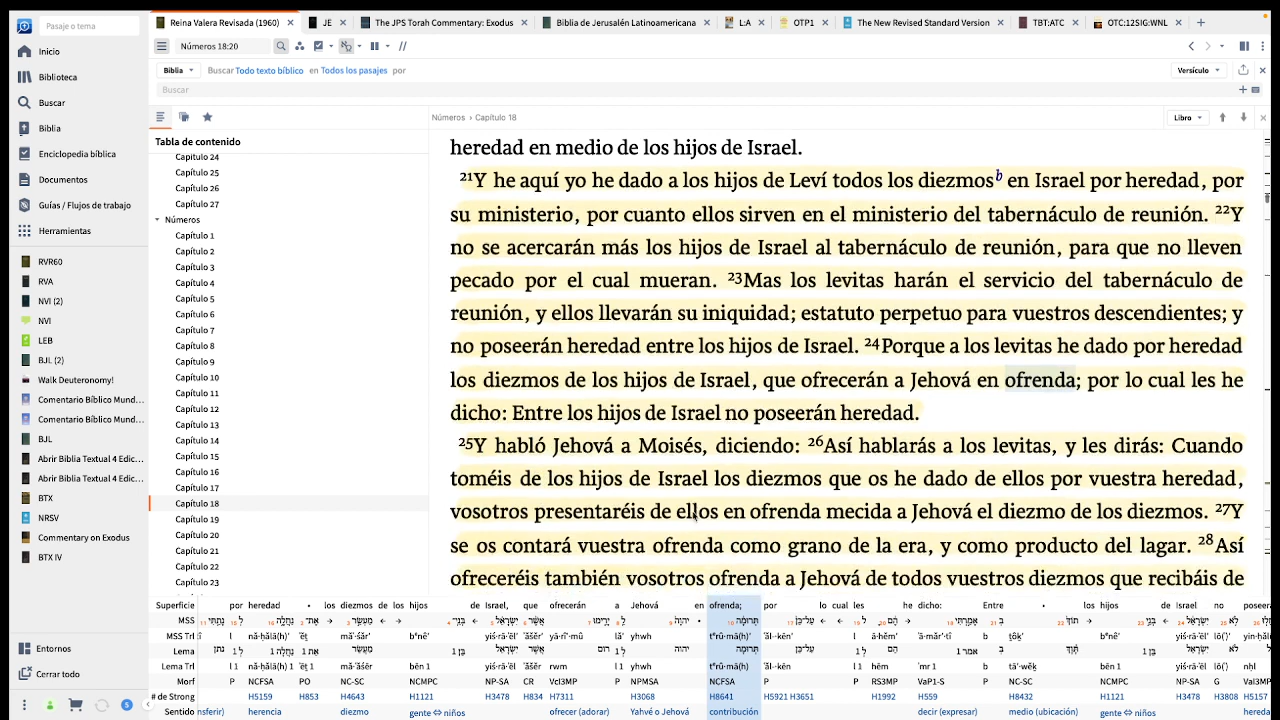 Pasaje o tema
Reina Valera Revisada (1960)
JE
The JPS Torah Commentary: Exodus
Biblia de Jerusalén Latinoamericana
L:A
OTP1
The New Revised Standard Version
TBT:ATC
OTC:12SIG:WNL
Inicio
Biblioteca
Buscar
Biblia
Enciclopedia bíblica
Documentos
Guías / Flujos de trabajo
Herramientas
RVR60
RVA
NVI (2)
NVI
LEB
BJL (2)
Walk Deuteronomy!
Comentario Bíblico Mund...
Comentario Bíblico Mund...
BJL
Abrir Biblia Textual 4 Edic...
Abrir Biblia Textual 4 Edic...
BTX
NRSV
Commentary on Exodus
BTX IV
Entornos
Cerrar todo
Números 18:20
Biblia
Buscar Todo texto bíblico en Todos los pasajes por
Versículo
Buscar
Números › Capítulo 18
Libro
Tabla de contenido
Capítulo 24
Capítulo 25
Capítulo 26
Capítulo 27
Números
Capítulo 1
Capítulo 2
Capítulo 3
Capítulo 4
Capítulo 5
Capítulo 6
Capítulo 7
Capítulo 8
Capítulo 9
Capítulo 10
Capítulo 11
Capítulo 12
Capítulo 13
Capítulo 14
Capítulo 15
Capítulo 16
Capítulo 17
Capítulo 18
Capítulo 19
Capítulo 20
Capítulo 21
Capítulo 22
Capítulo 23
heredad en medio de los hijos de Israel.
21Y he aquí yo he dado a los hijos de Leví todos los diezmosb en Israel por heredad, por
su ministerio, por cuanto ellos sirven en el ministerio del tabernáculo de reunión. 22Y
no se acercarán más los hijos de Israel al tabernáculo de reunión, para que no lleven
pecado por el cual mueran. 23Mas los levitas harán el servicio del tabernáculo de
reunión, y ellos llevarán su iniquidad; estatuto perpetuo para vuestros descendientes; y
no poseerán heredad entre los hijos de Israel. 24Porque a los levitas he dado por heredad
los diezmos de los hijos de Israel, que ofrecerán a Jehová en ofrenda; por lo cual les he
dicho: Entre los hijos de Israel no poseerán heredad.
25Y habló Jehová a Moisés, diciendo: 26Así hablarás a los levitas, y les dirás: Cuando
toméis de los hijos de Israel los diezmos que os he dado de ellos por vuestra heredad,
vosotros presentaréis de ellos en ofrenda mecida a Jehová el diezmo de los diezmos. 27Y
se os contará vuestra ofrenda como grano de la era, y como producto del lagar. 28Así
ofreceréis también vosotros ofrenda a Jehová de todos vuestros diezmos que recibáis de
Superficie por heredad • los diezmos de los hijos de Israel, que ofrecerán a Jehová en ofrenda; por lo cual les he dicho: Entre • los hijos de Israel no poseerá
MSS
MSS Trl
Lema
Lema Trl
Morf P NCFSA PO NC-SC NCMPC NP-SA CR VcI3MP P NPMSA NCFSA P P RS3MP VaP1-S P NC-SC NCMPC NP-SA G VaI3MP
# de Strong H5159 H853 H4643 H1121 H3478 H834 H7311 H3068 H8641 H5921 H3651 H1992 H559 H8432 H1121 H3478 H3808 H515
Sentido nsferir) herencia diezmo gente ⇔ niños ofrecer (adorar) Yahvé o Jehová contribución decir (expresar) medio (ubicación) gente ⇔ niños hereda